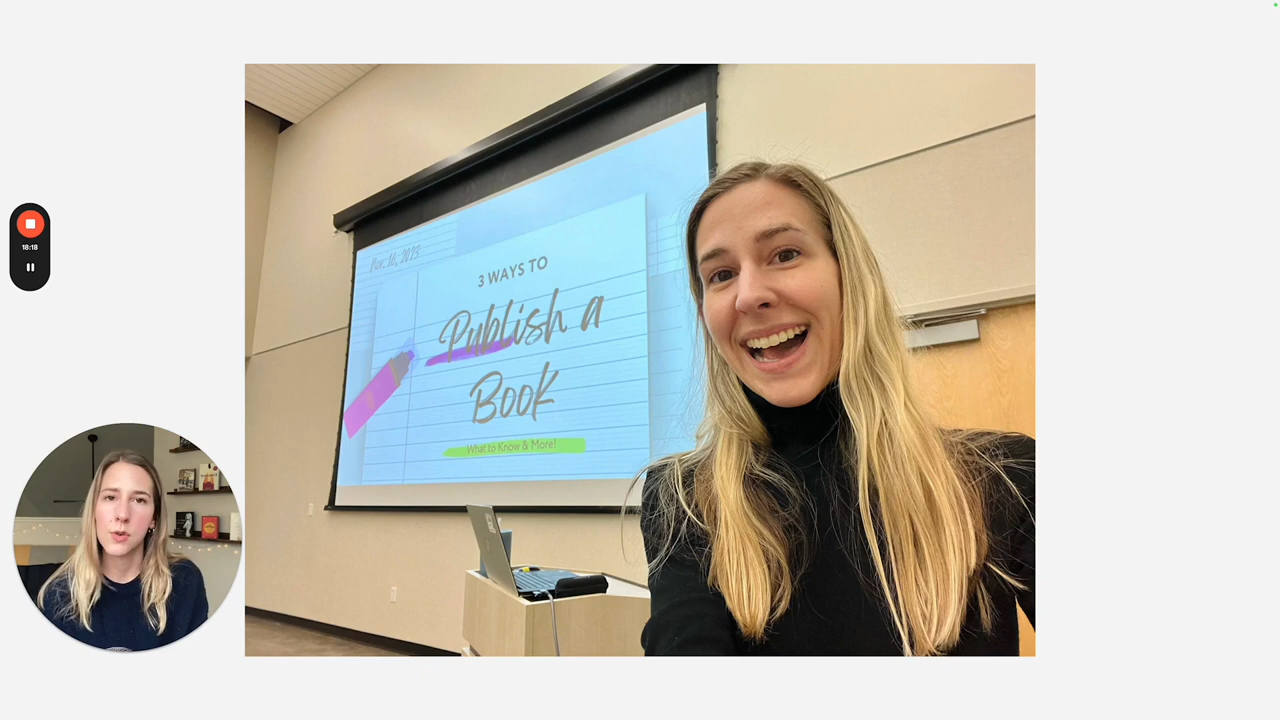 18:18
Dec. 16, 2023
3 WAYS TO
Publish a
Book
What to Know & More!